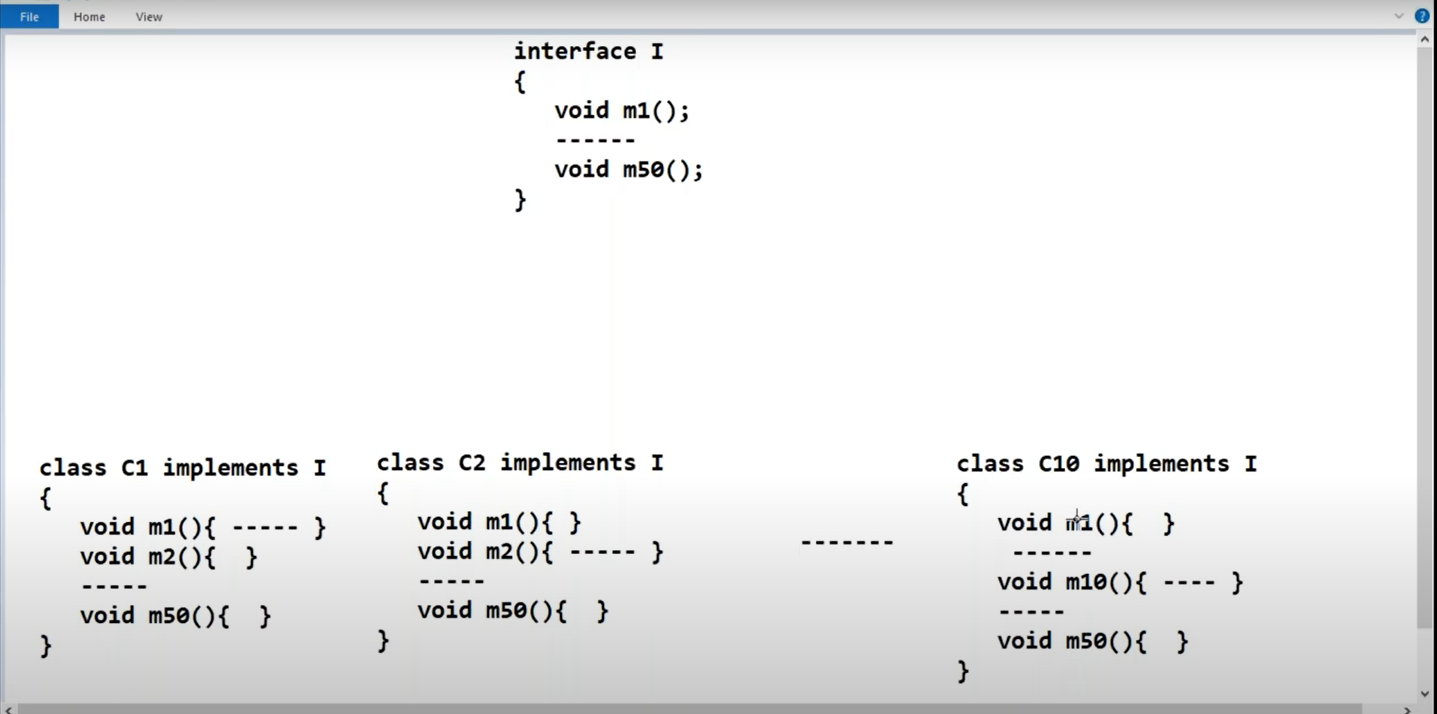 File Home View
interface I
{
void m1();
------
void m50();
}
class C1 implements I
{
void m1(){ ----- }
void m2(){  }
-----
void m50(){  }
}
class C2 implements I
{
void m1(){ }
void m2(){ ----- }
-----
void m50(){  }
}
-------
class C10 implements I
{
void m1(){  }
------
void m10(){ ---- }
-----
void m50(){  }
}